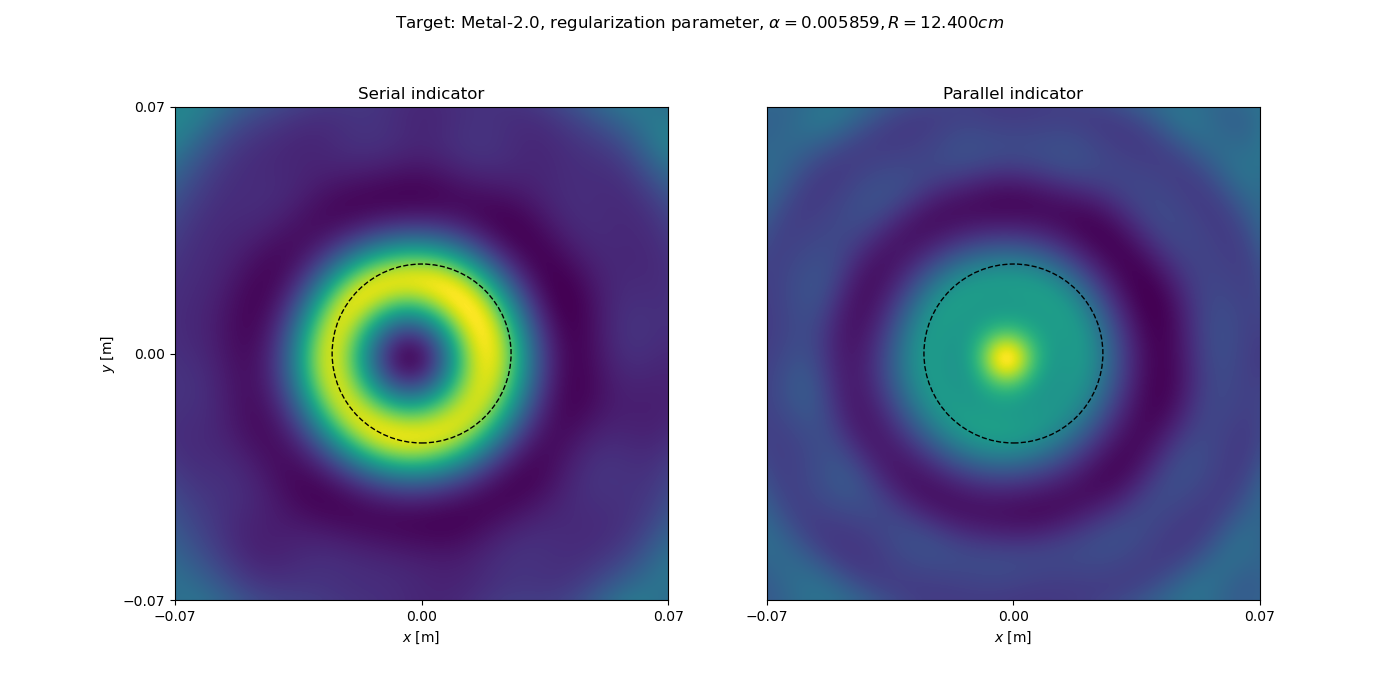 Target: Metal-2.0, regularization parameter, α = 0.005859, R = 12.400cm
Serial indicator
Parallel indicator
0.07
0.00
−0.07
y [m]
−0.07
0.00
0.07
x [m]
−0.07
0.00
0.07
x [m]